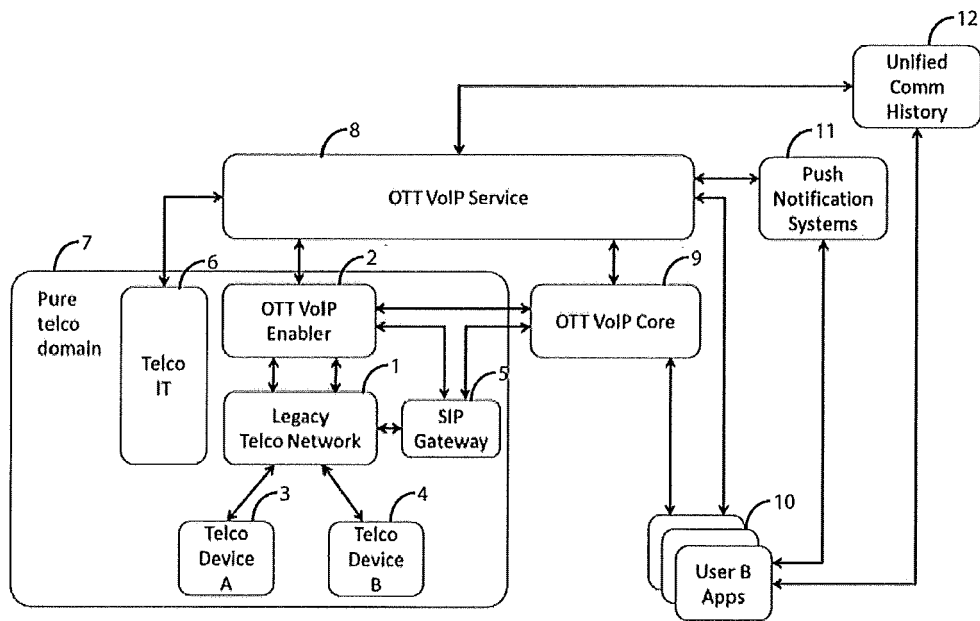 12
Unified
Comm
History
8
11
OTT VoIP Service
Push
Notification
Systems
7
6
2
9
Pure
telco
domain
OTT VoIP
Enabler
OTT VoIP Core
Telco
IT
1
5
Legacy
Telco Network
SIP
Gateway
3
4
10
Telco
Device
A
Telco
Device
B
User B
Apps